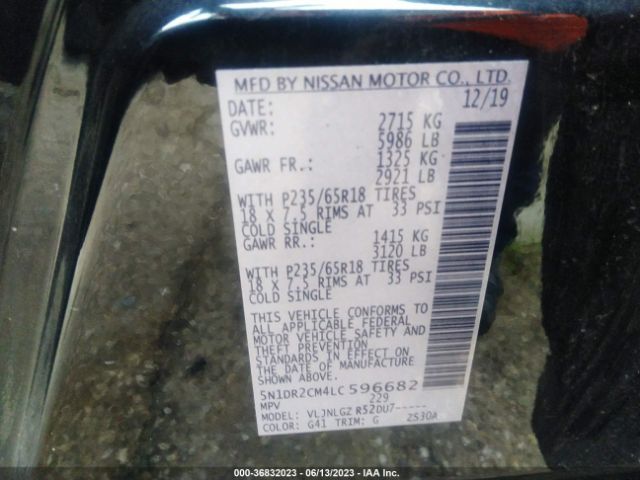 MFD BY NISSAN MOTOR CO., LTD.
DATE: 12/19
GVWR: 2715 KG
5986 LB
GAWR FR.: 1325 KG
2921 LB
WITH P235/65R18 TIRES
18 X 7.5 RIMS AT 33 PSI
COLD SINGLE
GAWR RR.: 1415 KG
3120 LB
WITH P235/65R18 TIRES
18 X 7.5 RIMS AT 33 PSI
COLD SINGLE
THIS VEHICLE CONFORMS TO
ALL APPLICABLE FEDERAL
MOTOR VEHICLE SAFETY AND
THEFT PREVENTION
STANDARDS IN EFFECT ON
THE DATE OF MANUFACTURE
SHOWN ABOVE.
5N1DR2CM4LC596682
MPV 229
MODEL: VLJNLGZ R52DU7-----
COLOR: G41 TRIM: G 2S30A
000-36832023 - 06/13/2023 - IAA Inc.